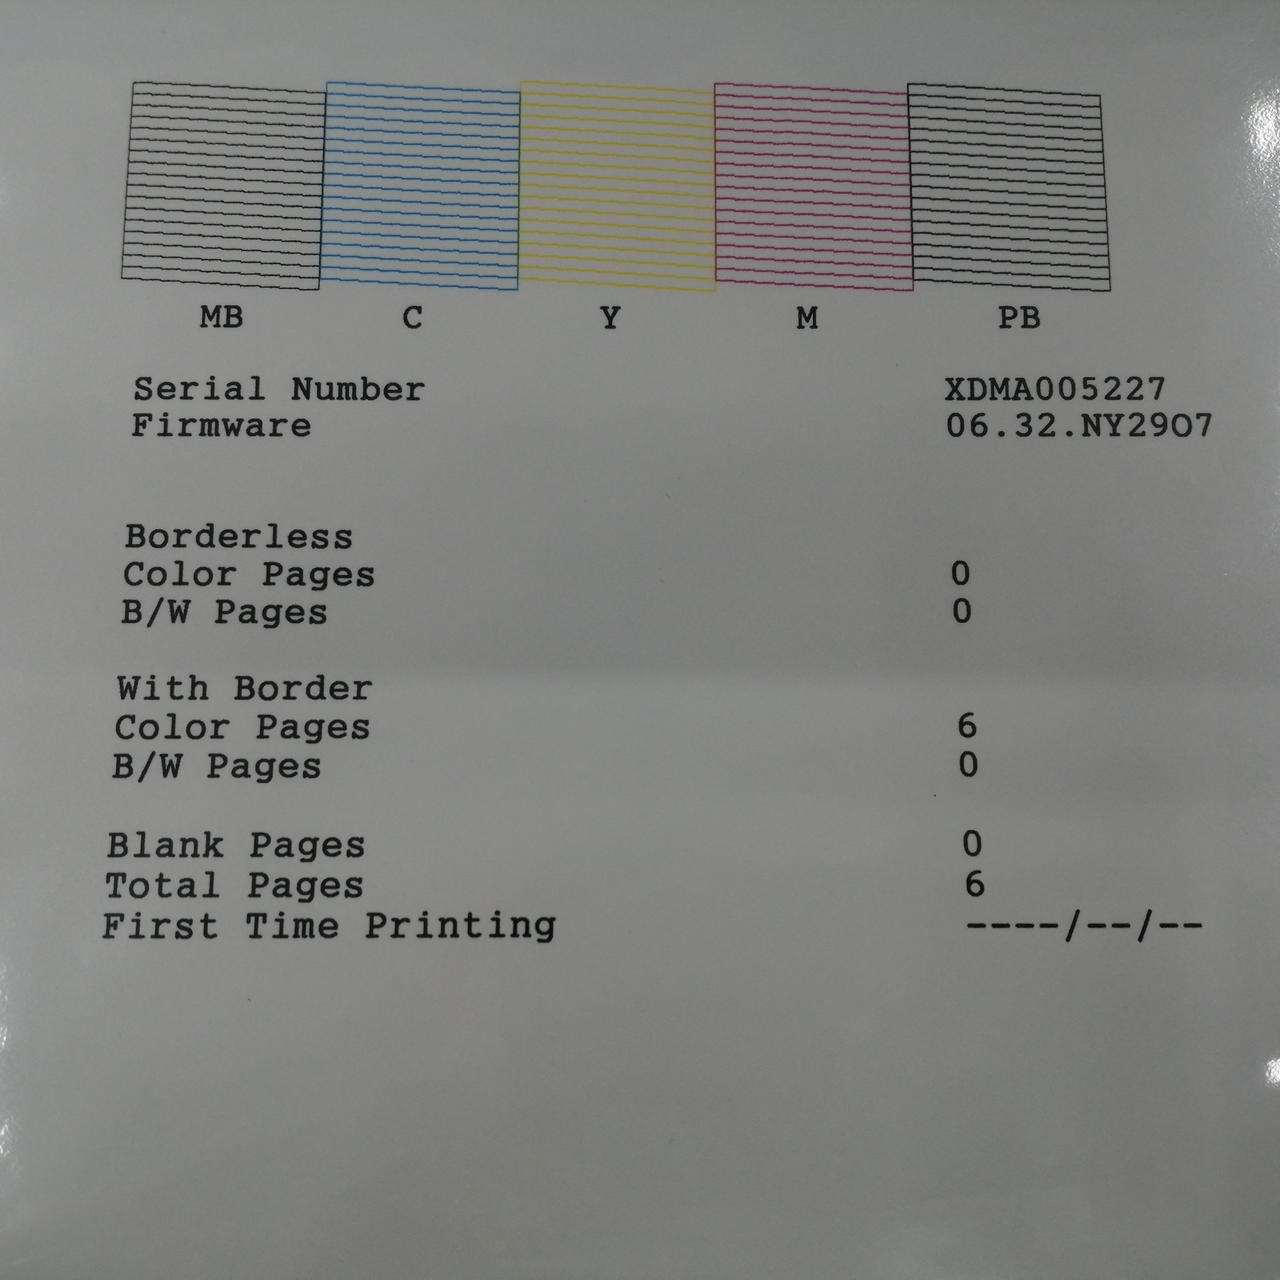 MB C Y M PB
Serial Number XDMA005227
Firmware 06.32.NY29O7
Borderless
Color Pages 0
B/W Pages 0
With Border
Color Pages 6
B/W Pages 0
Blank Pages 0
Total Pages 6
First Time Printing ----/--/--